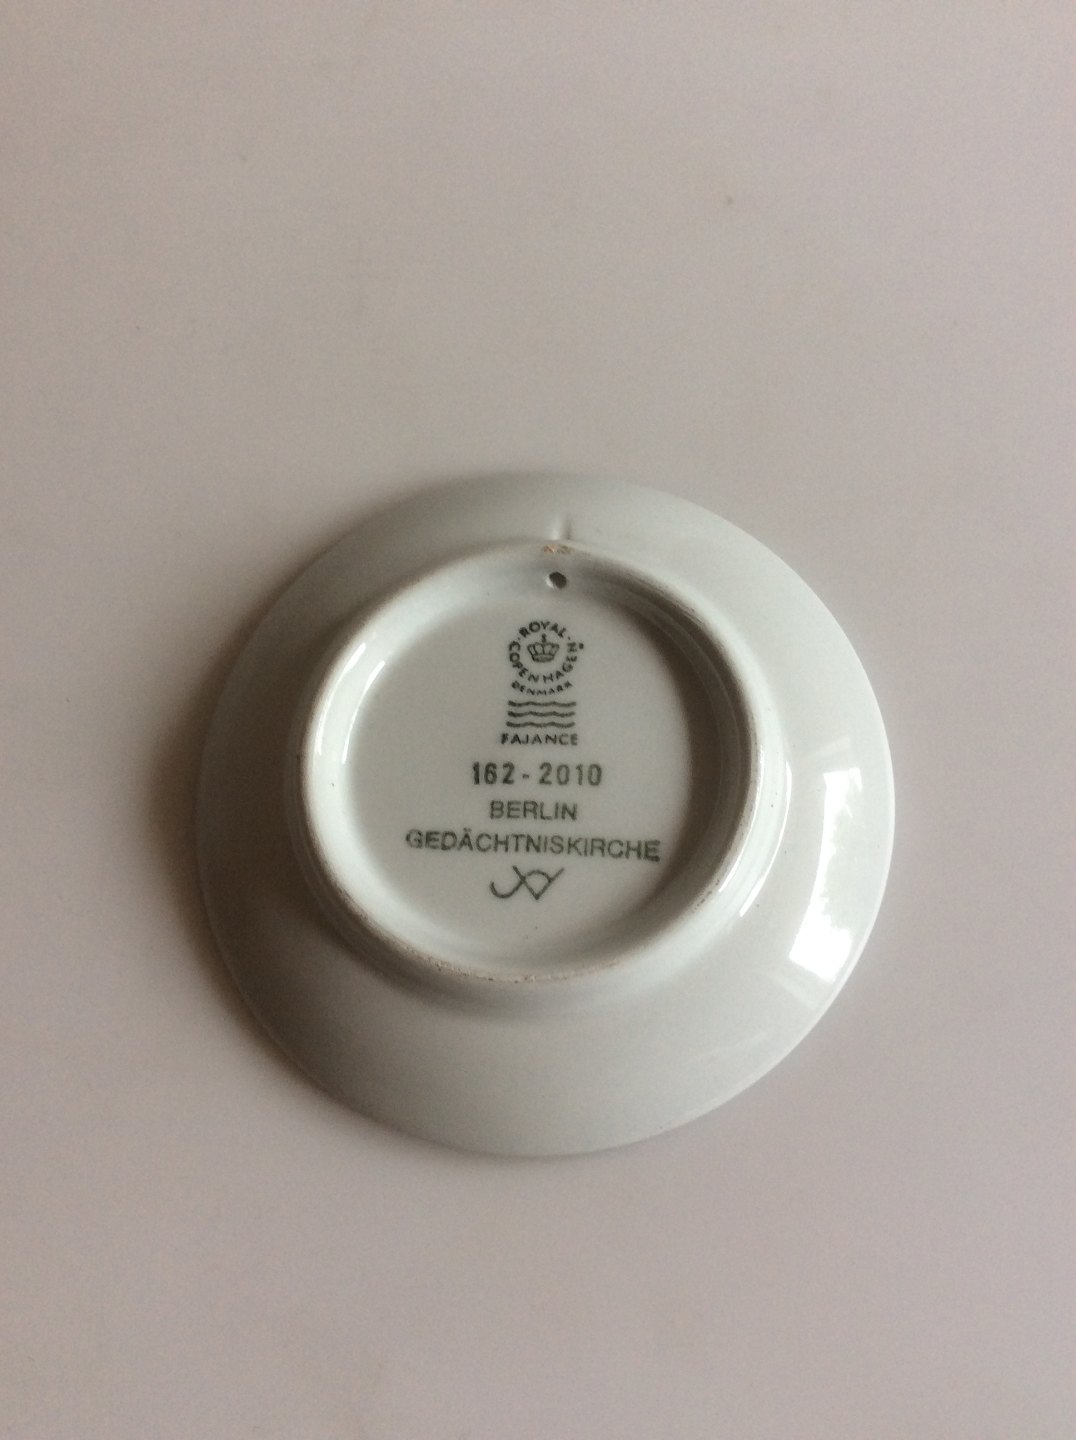 ROYAL
COPENHAGEN
DENMARK
FAJANCE
162-2010
BERLIN
GEDÄCHTNISKIRCHE